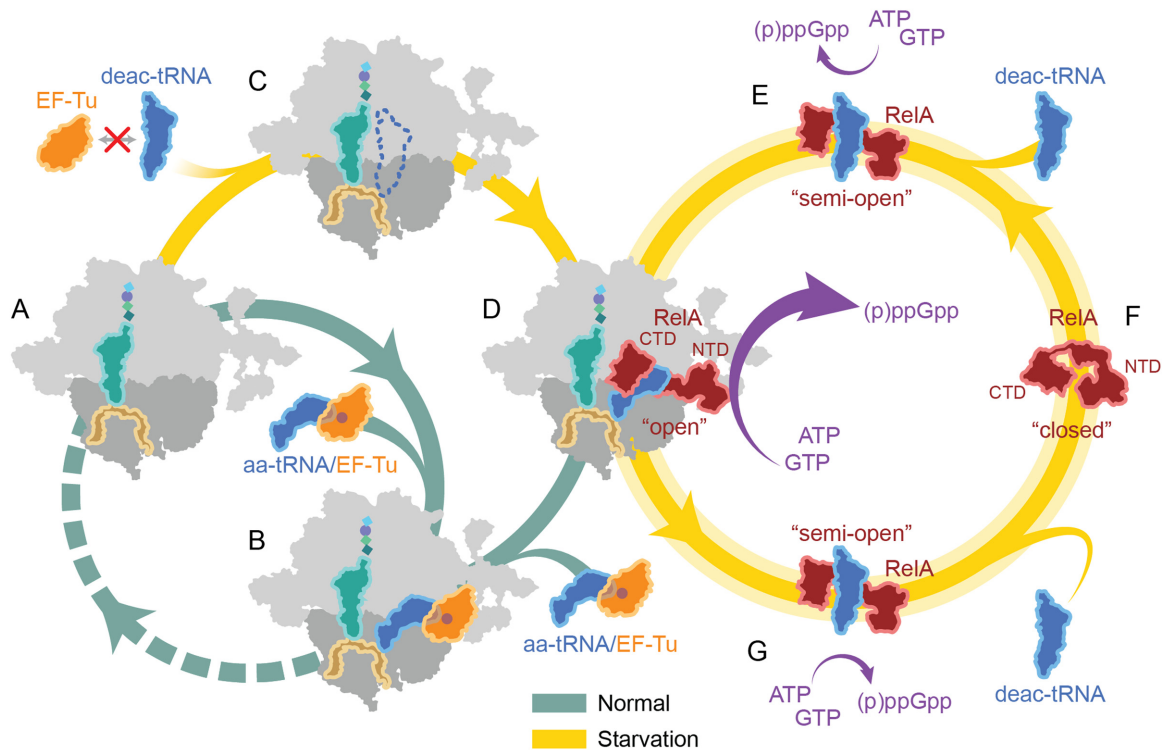 deac-tRNA
EF-Tu
C
A
aa-tRNA/EF-Tu
B
aa-tRNA/EF-Tu
D
RelA
CTD
NTD
"open"
ATP
GTP
(p)ppGpp
(p)ppGpp
ATP
GTP
E
RelA
"semi-open"
deac-tRNA
RelA
F
NTD
CTD
"closed"
"semi-open"
RelA
G
ATP
GTP
(p)ppGpp
deac-tRNA
Normal
Starvation